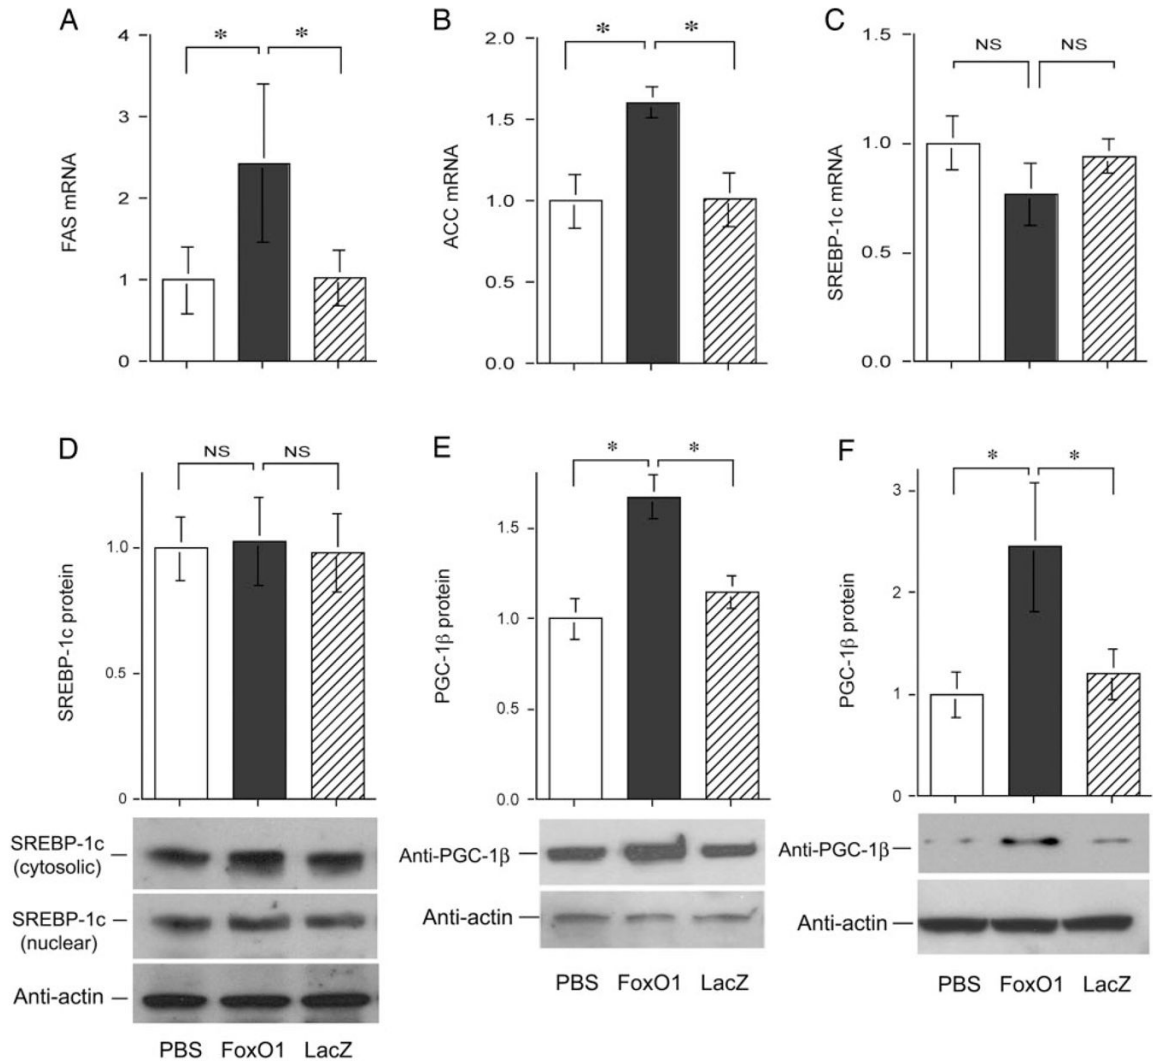 A
4
3
2
1
0
FAS mRNA
* *
B
2.0
1.5
1.0
0.5
0.0
ACC mRNA
* *
C
1.5
1.0
0.5
0.0
SREBP-1c mRNA
NS NS
D
1.0
0.5
0
SREBP-1c protein
NS NS
SREBP-1c
(cytosolic)
SREBP-1c
(nuclear)
Anti-actin
PBS FoxO1 LacZ
E
1.5
1.0
0.5
0.0
PGC-1β protein
* *
Anti-PGC-1β
Anti-actin
PBS FoxO1 LacZ
F
3
2
1
0
PGC-1β protein
* *
Anti-PGC-1β
Anti-actin
PBS FoxO1 LacZ